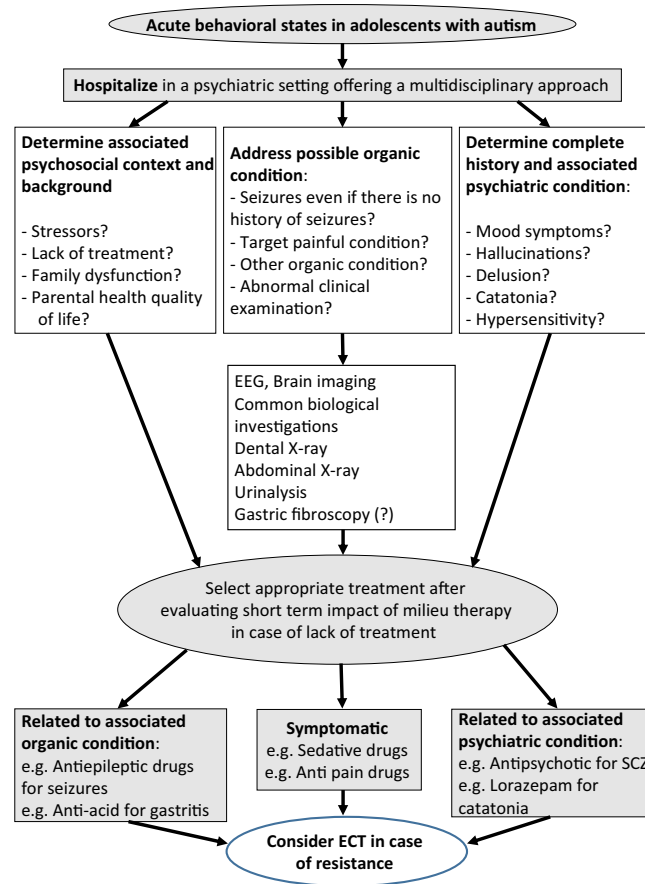 Acute behavioral states in adolescents with autism
Hospitalize in a psychiatric setting offering a multidisciplinary approach
Determine associated
psychosocial context and
background
- Stressors?
- Lack of treatment?
- Family dysfunction?
- Parental health quality
of life?
Address possible organic
condition:
- Seizures even if there is no
history of seizures?
- Target painful condition?
- Other organic condition?
- Abnormal clinical
examination?
Determine complete
history and associated
psychiatric condition:
- Mood symptoms?
- Hallucinations?
- Delusion?
- Catatonia?
- Hypersensitivity?
EEG, Brain imaging
Common biological
investigations
Dental X-ray
Abdominal X-ray
Urinalysis
Gastric fibroscopy (?)
Select appropriate treatment after
evaluating short term impact of milieu therapy
in case of lack of treatment
Related to associated
organic condition:
e.g. Antiepileptic drugs
for seizures
e.g. Anti-acid for gastritis
Symptomatic
e.g. Sedative drugs
e.g. Anti pain drugs
Related to associated
psychiatric condition:
e.g. Antipsychotic for SCZ
e.g. Lorazepam for
catatonia
Consider ECT in case
of resistance